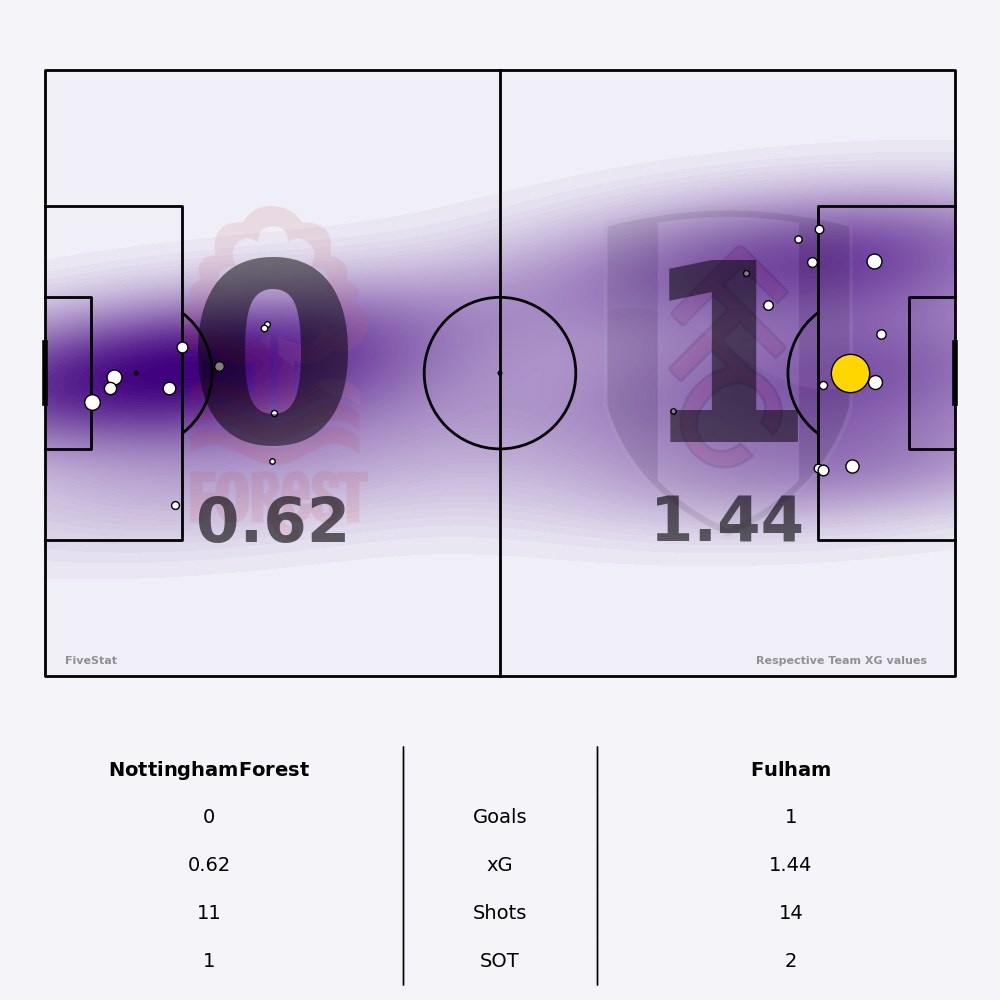 FOREST
0
1
0.62
1.44
FiveStat
Respective Team XG values
NottinghamForest Fulham
0 Goals 1
0.62 xG 1.44
11 Shots 14
1 SOT 2